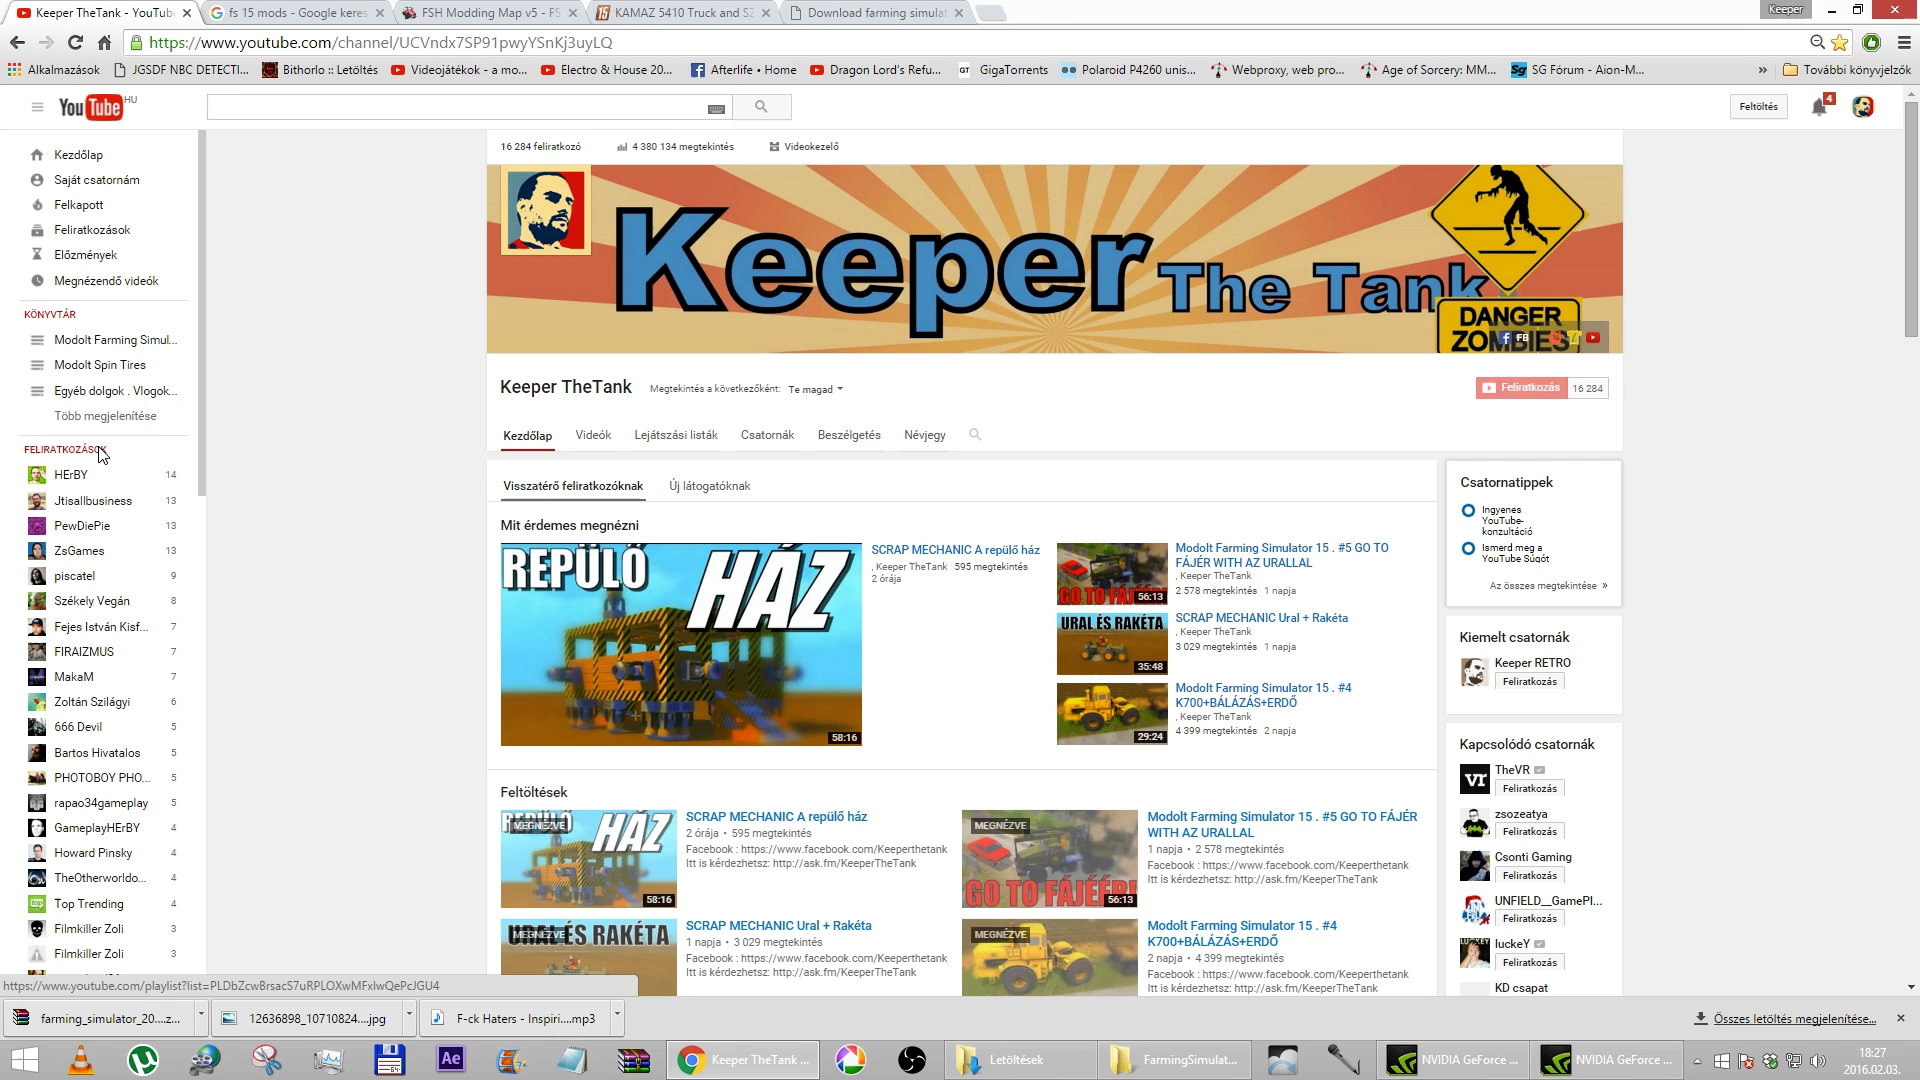 Keeper TheTank - YouTub
fs 15 mods - Google keres
FSH Modding Map v5 - FS
KAMAZ 5410 Truck and SZ
Download farming simulat
Keeper
https://www.youtube.com/channel/UCVndx7SP91pwyYSnKj3uyLQ
Alkalmazások
JGSDF NBC DETECTI...
Bithorlo :: Letöltés
Videojátékok - a mo...
Electro & House 20...
Afterlife • Home
Dragon Lord's Refu...
GT GigaTorrents
Polaroid P4260 unis...
Webproxy, web pro...
Age of Sorcery: MM...
Sg SG Fórum - Aion-M...
» További könyvjelzők
YouTube HU
Feltöltés
4
Kezdőlap
Saját csatornám
Felkapott
Feliratkozások
Előzmények
Megnézendő videók
KÖNYVTÁR
Modolt Farming Simul...
Modolt Spin Tires
Egyéb dolgok . Vlogok...
Több megjelenítése
FELIRATKOZÁSOK
HErBY 14
Jtisallbusiness 13
PewDiePie 13
ZsGames 13
piscatel 9
Székely Vegán 8
Fejes István Kisf... 7
FIRAIZMUS 7
MakaM 7
Zoltán Szilágyi 6
666 Devil 5
Bartos Hivatalos 5
PHOTOBOY PHO... 5
rapao34gameplay 5
GameplayHErBY 4
Howard Pinsky 4
TheOtherworldo... 4
Top Trending 4
Filmkiller Zoli 3
Filmkiller Zoli 3
16 284 feliratkozó
4 380 134 megtekintés
Videokezelő
Keeper The Tank
DANGER
ZOMBIES
FB
Keeper TheTank
Megtekintés a következőként: Te magad
Feliratkozás 16 284
Kezdőlap
Videók
Lejátszási listák
Csatornák
Beszélgetés
Névjegy
Visszatérő feliratkozóknak
Új látogatóknak
Mit érdemes megnézni
REPÜLŐ HÁZ
58:16
SCRAP MECHANIC A repülő ház
, Keeper TheTank 595 megtekintés
2 órája
GO TO FÁJÉÉR!
56:13
Modolt Farming Simulator 15 . #5 GO TO
FÁJÉR WITH AZ URALLAL
, Keeper TheTank
2 578 megtekintés 1 napja
URAL ÉS RAKÉTA
35:48
SCRAP MECHANIC Ural + Rakéta
, Keeper TheTank
3 029 megtekintés 1 napja
29:24
Modolt Farming Simulator 15 . #4
K700+BÁLÁZÁS+ERDŐ
, Keeper TheTank
4 399 megtekintés 2 napja
Feltöltések
REPÜLŐ HÁZ
MEGNÉZVE
58:16
SCRAP MECHANIC A repülő ház
2 órája • 595 megtekintés
Facebook : https://www.facebook.com/Keeperthetank
Itt is kérdezhetsz: http://ask.fm/KeeperTheTank
MEGNÉZVE
GO TO FÁJÉÉR!
56:13
Modolt Farming Simulator 15 . #5 GO TO FÁJÉR
WITH AZ URALLAL
1 napja • 2 578 megtekintés
Facebook : https://www.facebook.com/Keeperthetank
Itt is kérdezhetsz: http://ask.fm/KeeperTheTank
URAL ÉS RAKÉTA
MEGNÉZVE
SCRAP MECHANIC Ural + Rakéta
1 napja • 3 029 megtekintés
Facebook : https://www.facebook.com/Keeperthetank
Itt is kérdezhetsz: http://ask.fm/KeeperTheTank
MEGNÉZVE
Modolt Farming Simulator 15 . #4
K700+BÁLÁZÁS+ERDŐ
2 napja • 4 399 megtekintés
Facebook : https://www.facebook.com/Keeperthetank
Itt is kérdezhetsz: http://ask.fm/KeeperTheTank
Csatornatippek
Ingyenes
YouTube-
konzultáció
Ismerd meg a
YouTube Súgót
Az összes megtekintése »
Kiemelt csatornák
Keeper RETRO
Feliratkozás
Kapcsolódó csatornák
vr
TheVR
Feliratkozás
zsozeatya
Feliratkozás
Csonti Gaming
Feliratkozás
UNFIELD__GamePl...
Feliratkozás
LUCKEY
luckeY
Feliratkozás
KD csapat
https://www.youtube.com/playlist?list=PLDbZcwBrsacS7uRPLOXwMFxlwQePcJGU4
farming_simulator_20....z...
12636898_10710824....jpg
F-ck Haters - Inspiri....mp3
Összes letöltés megjelenítése...
Ae
Keeper TheTank ...
Letöltések
FarmingSimulat...
NVIDIA GeForce ...
NVIDIA GeForce ...
18:27
2016.02.03.